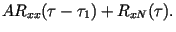 $AR_{xx}(\tau - \tau_1) + R_{xN}(\tau).$